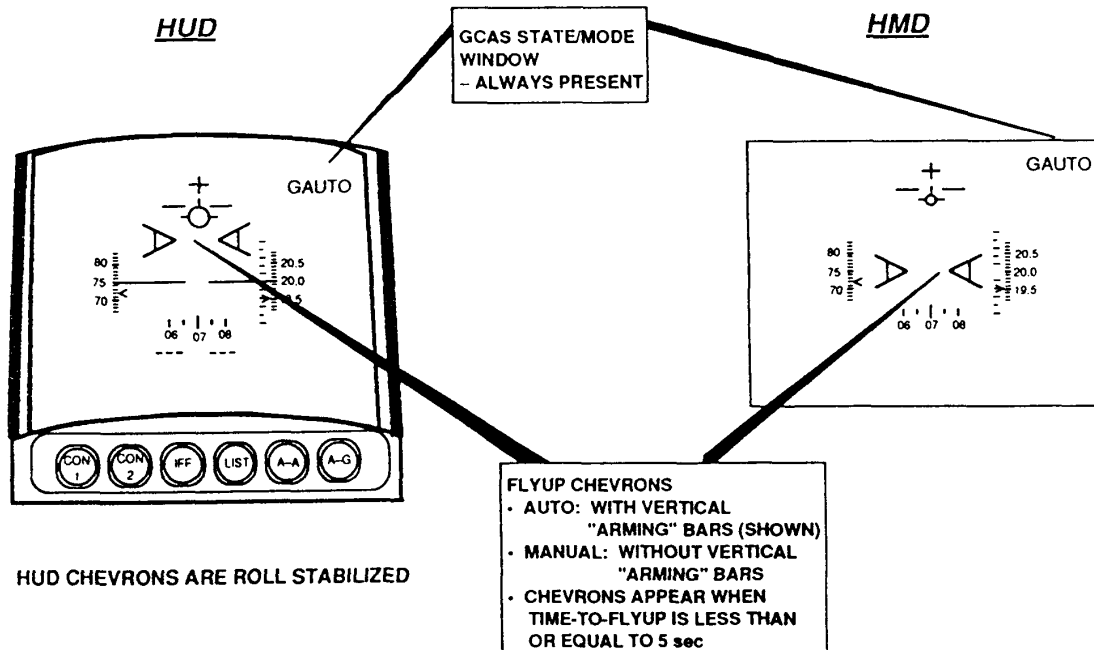 HUD
HMD
GCAS STATE/MODE
WINDOW
– ALWAYS PRESENT
GAUTO
80
75
70
20.5
20.0
06 07 08
CON
1
CON
2
IFF
LIST
A–A
A–G
GAUTO
80
75
70
20.5
20.0
19.5
06 07 08
HUD CHEVRONS ARE ROLL STABILIZED
FLYUP CHEVRONS
· AUTO: WITH VERTICAL
"ARMING" BARS (SHOWN)
· MANUAL: WITHOUT VERTICAL
"ARMING" BARS
· CHEVRONS APPEAR WHEN
TIME-TO-FLYUP IS LESS THAN
OR EQUAL TO 5 sec